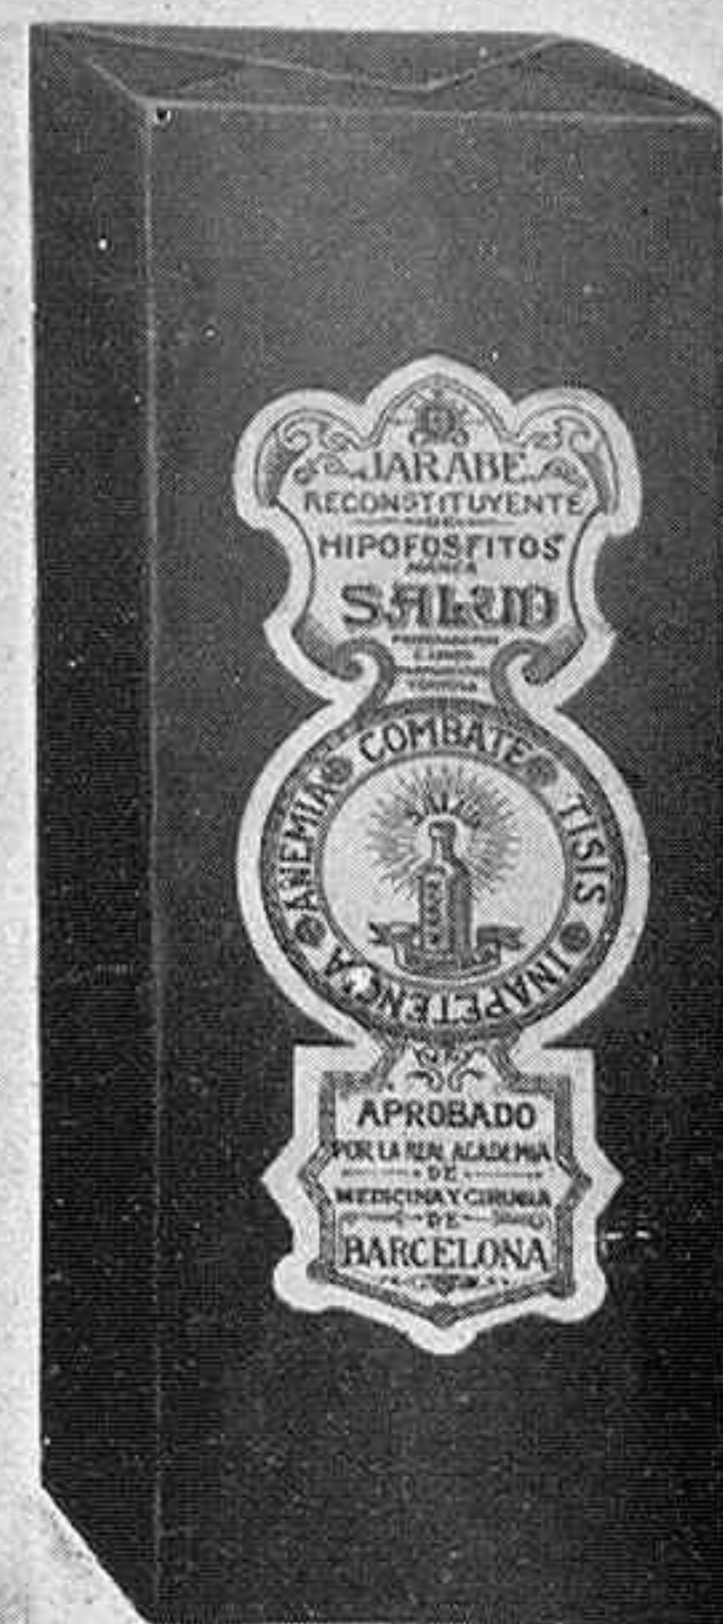 JARABE
RECONSTITUYENTE
DE
HIPOFOSFITOS
MARCA
SALUD
COMBATE
TISIS
INAPETENCIA
ANEMIA
SALUD
APROBADO
POR LA REAL ACADEMIA
DE
MEDICINA Y CIRUGIA
DE
BARCELONA